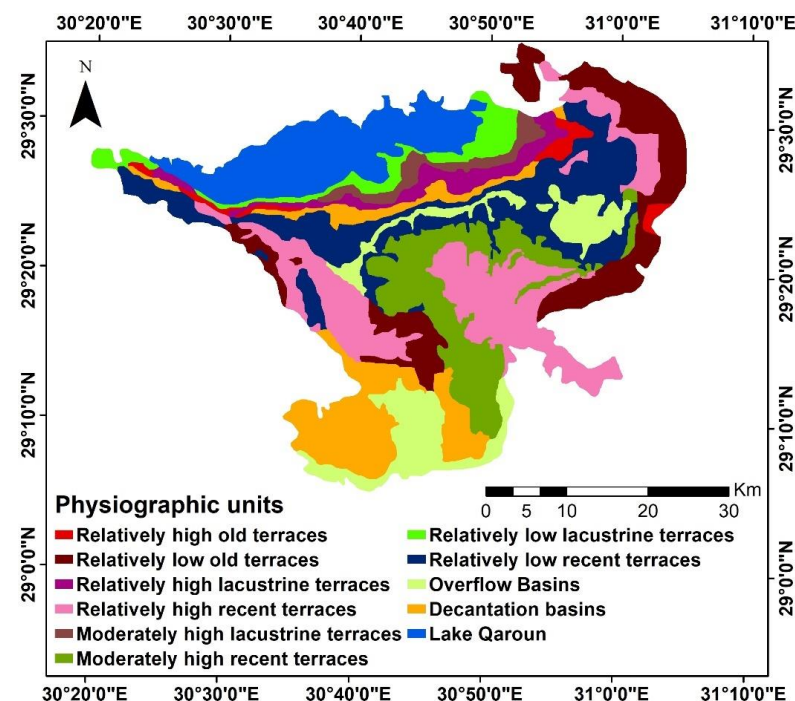 30°20'0"E 30°30'0"E 30°40'0"E 30°50'0"E 31°0'0"E 31°10'0"E
N
29°30'0"N 29°30'0"N
29°20'0"N 29°20'0"N
29°10'0"N 29°10'0"N
Km
0 5 10 20 30
Physiographic units
Relatively high old terraces Relatively low lacustrine terraces
Relatively low old terraces Relatively low recent terraces
29°0'0"N 29°0'0"N
Relatively high lacustrine terraces Overflow Basins
Relatively high recent terraces Decantation basins
Moderately high lacustrine terraces Lake Qaroun
Moderately high recent terraces
30°20'0"E 30°30'0"E 30°40'0"E 30°50'0"E 31°0'0"E 31°10'0"E